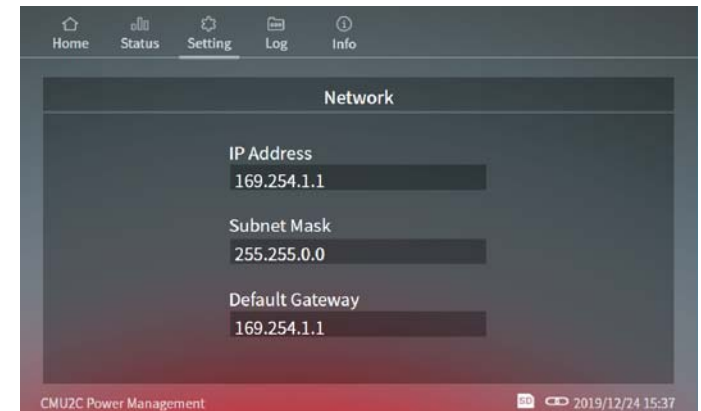 Home Status Setting Log Info
Network
IP Address
169.254.1.1
Subnet Mask
255.255.0.0
Default Gateway
169.254.1.1
CMU2C Power Management SD 2019/12/24 15:37